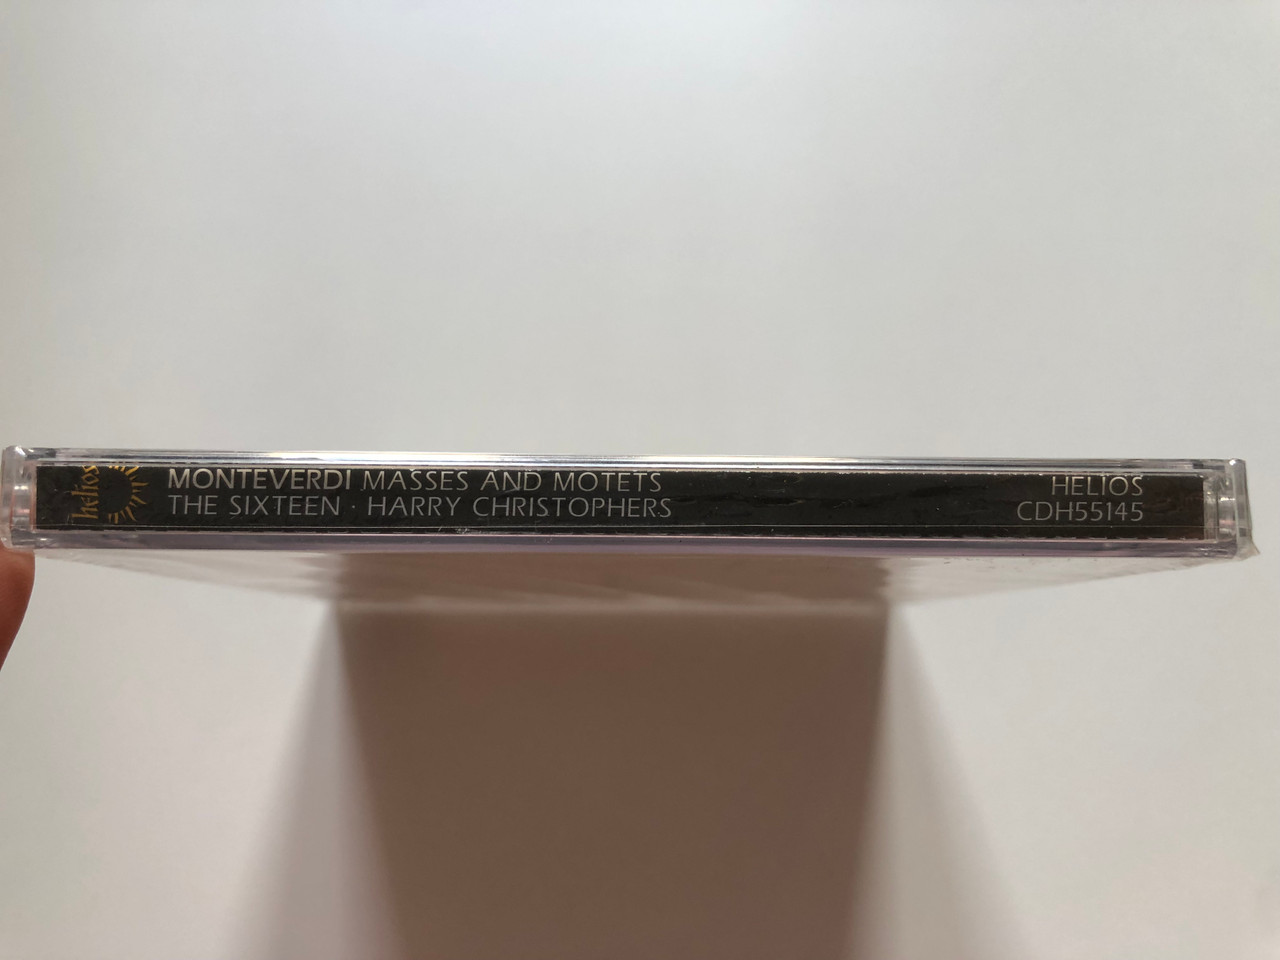 helios
MONTEVERDI MASSES AND MOTETS
THE SIXTEEN · HARRY CHRISTOPHERS
HELIOS
CDH55145